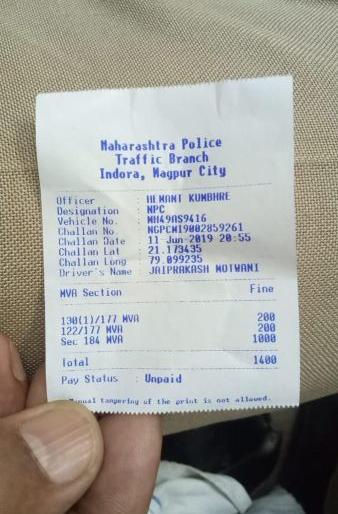 Maharashtra Police
Traffic Branch
Indora, Nagpur City
Officer : HEMANT KUMBHRE
Designation : NPC
Vehicle No. : MH49AS9416
Challan No. : NGPCMI9002859261
Challan Date : 11 Jun 2019 20:55
Challan Lat : 21.173435
Challan Long : 79.099235
Driver's Name : JAIPRAKASH MOTWANI
MVA Section Fine
130(1)/177 MVA 200
122/177 MVA 200
Sec 184 MVA 1000
Total 1400
Pay Status : Unpaid
Manual tampering of the print is not allowed.